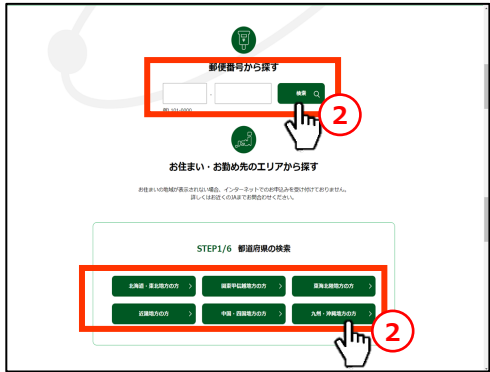 郵便番号から探す
-
検索
例）101-0000
2
お住まい・お勤め先のエリアから探す
お住まいの地域が表示されない場合、インターネットでのお申込みを受け付けておりません。
詳しくはお近くのJAまでお問合わせください。
STEP1/6 都道府県の検索
北海道・東北地方の方
関東甲信越地方の方
東海北陸地方の方
近畿地方の方
中国・四国地方の方
九州・沖縄地方の方
2